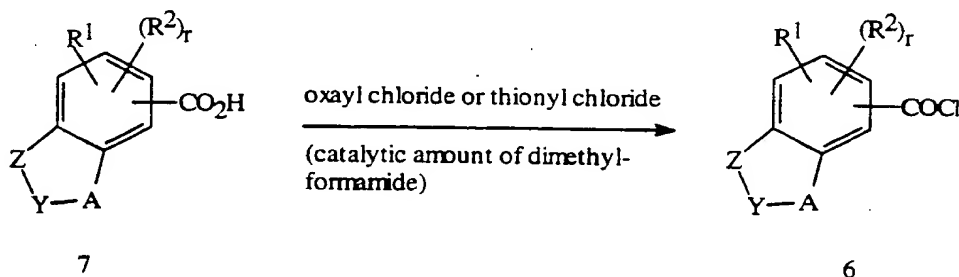 R¹ (R²)r CO₂H
Z Y A
7
oxayl chloride or thionyl chloride
(catalytic amount of dimethyl-
formamide)
R¹ (R²)r COCl
Z Y A
6